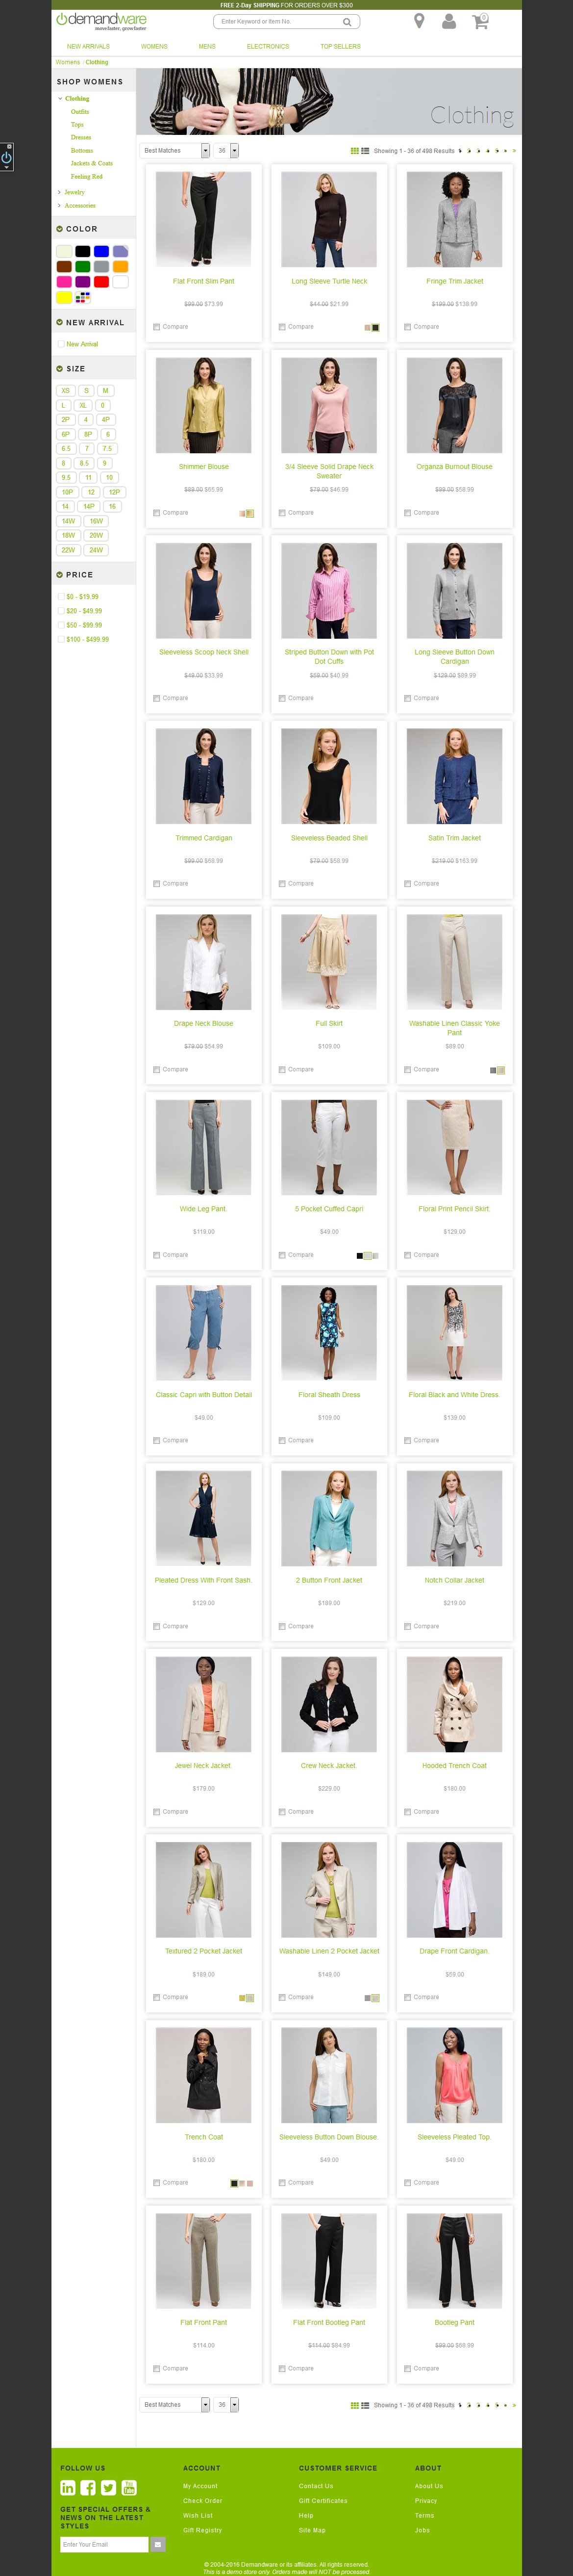 FREE 2-Day SHIPPING FOR ORDERS OVER $300
demandware
move faster, grow faster.
Enter Keyword or Item No.
0
NEW ARRIVALS WOMENS MENS ELECTRONICS TOP SELLERS
Womens / Clothing
SHOP WOMENS
Clothing
Outfits
Tops
Dresses
Bottoms
Jackets & Coats
Feeling Red
Jewelry
Accessories
COLOR
NEW ARRIVAL
New Arrival
SIZE
XS S M
L XL 0
2P 4 4P
6P 8P 6
6.5 7 7.5
8 8.5 9
9.5 11 10
10P 12 12P
14 14P 16
14W 16W
18W 20W
22W 24W
PRICE
$0 - $19.99
$20 - $49.99
$50 - $99.99
$100 - $499.99
Clothing
Best Matches 36 Showing 1 - 36 of 498 Results 1 2 3 4 5
Flat Front Slim Pant
$99.00 $73.99
Compare
Long Sleeve Turtle Neck
$44.00 $21.99
Compare
Fringe Trim Jacket
$199.00 $138.99
Compare
Shimmer Blouse
$89.00 $65.99
Compare
3/4 Sleeve Solid Drape Neck
Sweater
$79.00 $46.99
Compare
Organza Burnout Blouse
$99.00 $58.99
Compare
Sleeveless Scoop Neck Shell
$49.00 $33.99
Compare
Striped Button Down with Pot
Dot Cuffs
$59.00 $40.99
Compare
Long Sleeve Button Down
Cardigan
$129.00 $89.99
Compare
Trimmed Cardigan
$99.00 $68.99
Compare
Sleeveless Beaded Shell
$79.00 $58.99
Compare
Satin Trim Jacket
$219.00 $163.99
Compare
Drape Neck Blouse
$79.00 $54.99
Compare
Full Skirt
$109.00
Compare
Washable Linen Classic Yoke
Pant
$89.00
Compare
Wide Leg Pant
$119.00
Compare
5 Pocket Cuffed Capri
$49.00
Compare
Floral Print Pencil Skirt.
$129.00
Compare
Classic Capri with Button Detail
$49.00
Compare
Floral Sheath Dress
$109.00
Compare
Floral Black and White Dress.
$139.00
Compare
Pleated Dress With Front Sash.
$129.00
Compare
2 Button Front Jacket
$189.00
Compare
Notch Collar Jacket
$219.00
Compare
Jewel Neck Jacket.
$179.00
Compare
Crew Neck Jacket.
$229.00
Compare
Hooded Trench Coat
$180.00
Compare
Textured 2 Pocket Jacket
$189.00
Compare
Washable Linen 2 Pocket Jacket
$149.00
Compare
Drape Front Cardigan.
$59.00
Compare
Trench Coat
$180.00
Compare
Sleeveless Button Down Blouse.
$49.00
Compare
Sleeveless Pleated Top.
$49.00
Compare
Flat Front Pant
$114.00
Compare
Flat Front Bootleg Pant
$114.00 $84.99
Compare
Bootleg Pant
$99.00 $68.99
Compare
Best Matches 36 Showing 1 - 36 of 498 Results 1 2 3 4 5
FOLLOW US
You Tube
GET SPECIAL OFFERS &
NEWS ON THE LATEST
STYLES
Enter Your Email
ACCOUNT
My Account
Check Order
Wish List
Gift Registry
CUSTOMER SERVICE
Contact Us
Gift Certificates
Help
Site Map
ABOUT
About Us
Privacy
Terms
Jobs
© 2004-2016 Demandware or its affiliates. All rights reserved.
This is a demo store only. Orders made will NOT be processed.